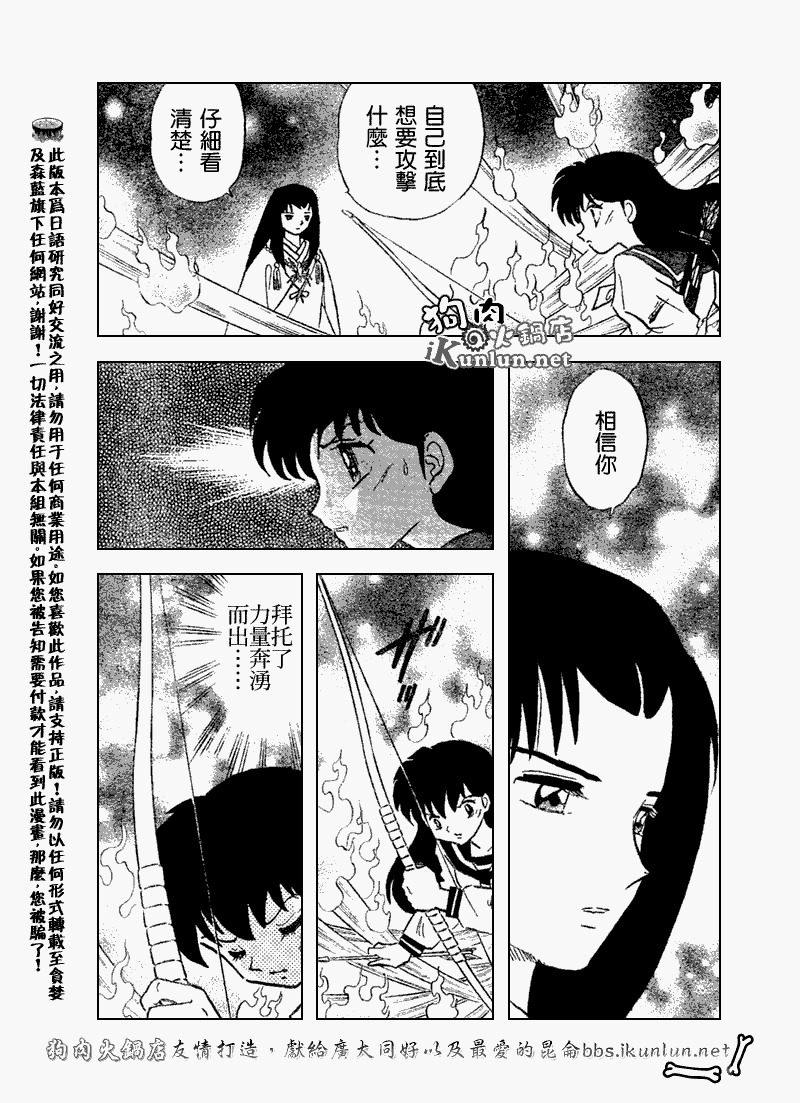 自己到底
想要攻擊
什麼…
仔細看
清楚…
狗肉
火鍋店
iKunlun.net
相信你
拜托了
力量奔湧
而出……
此版本爲日語研究同好交流之用，請勿用于任何商業用途。如您喜歡此作品，請支持正版！請勿以任何形式轉載至貪婪
及森藍旗下任何網站，謝謝！一切法律責任與本組無關。如果您被告知需要付款才能看到此漫畫，那麼，您被騙了！
狗肉火鍋店友情打造，獻給廣大同好以及最愛的昆侖bbs.ikunlun.net